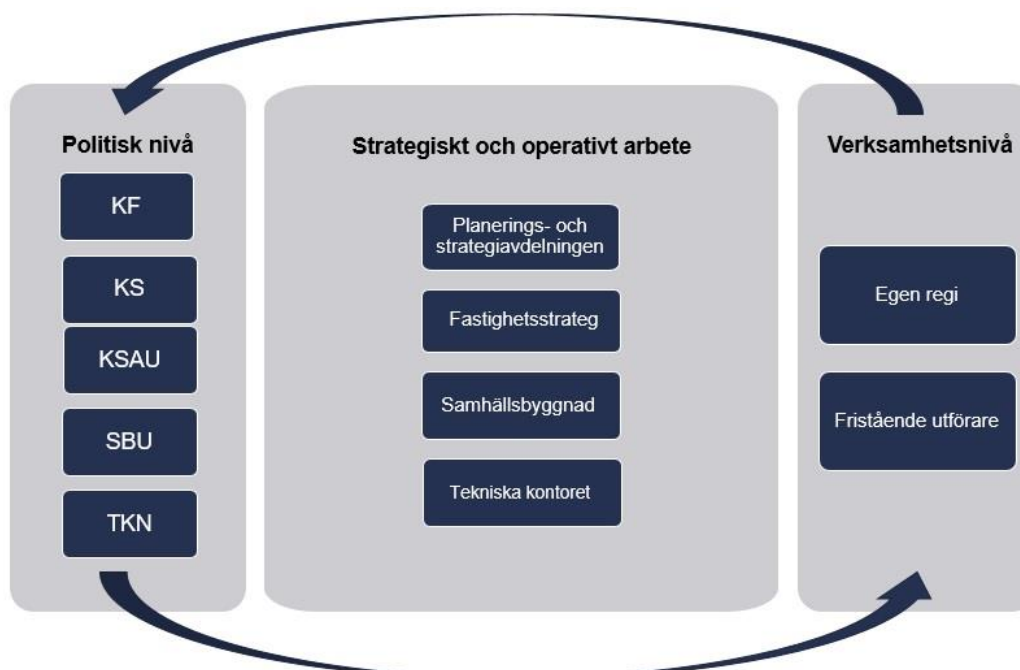 Politisk nivå
KF
KS
KSAU
SBU
TKN
Strategiskt och operativt arbete
Planerings- och
strategiavdelningen
Fastighetsstrateg
Samhällsbyggnad
Tekniska kontoret
Verksamhetsnivå
Egen regi
Fristående utförare